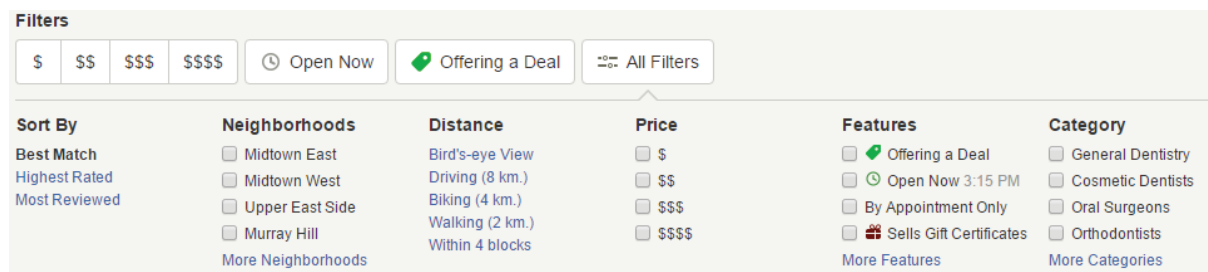 Filters
$ $$ $$$ $$$$ Open Now Offering a Deal All Filters
Sort By
Best Match
Highest Rated
Most Reviewed
Neighborhoods
Midtown East
Midtown West
Upper East Side
Murray Hill
More Neighborhoods
Distance
Bird's-eye View
Driving (8 km.)
Biking (4 km.)
Walking (2 km.)
Within 4 blocks
Price
$
$$
$$$
$$$$
Features
Offering a Deal
Open Now 3:15 PM
By Appointment Only
Sells Gift Certificates
More Features
Category
General Dentistry
Cosmetic Dentists
Oral Surgeons
Orthodontists
More Categories